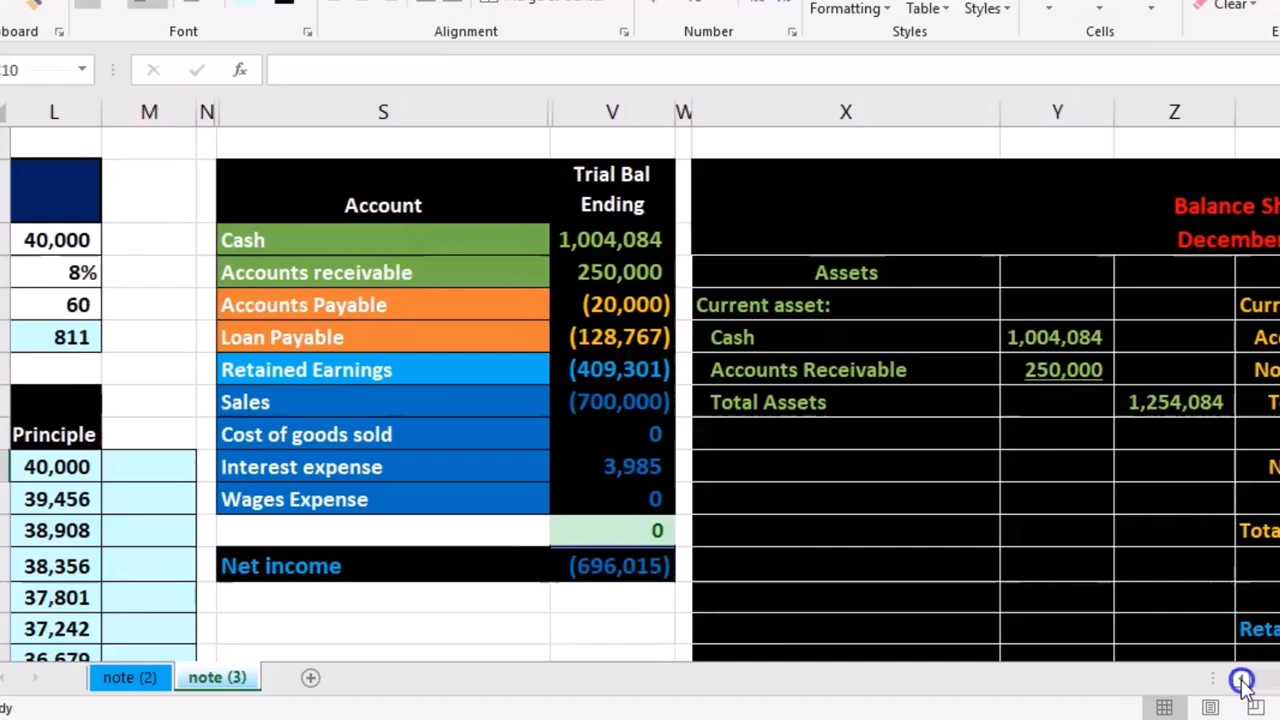 Formatting Table Styles Clear
board Font Alignment Number Styles Cells
C10 fx
L M N S V W X Y Z
Account Trial Bal Ending
Balance Sh
December
40,000 Cash 1,004,084 Assets
8% Accounts receivable 250,000 Current asset: Curr
60 Accounts Payable (20,000) Cash 1,004,084 Acc
811 Loan Payable (128,767) Accounts Receivable 250,000 No
Retained Earnings (409,301) Total Assets 1,254,084 T
Sales (700,000)
Principle Cost of goods sold 0
40,000 Interest expense 3,985 N
39,456 Wages Expense 0
38,908 0 Tota
38,356 Net income (696,015)
37,801
37,242 Reta
36,679
note (2) note (3)
dy